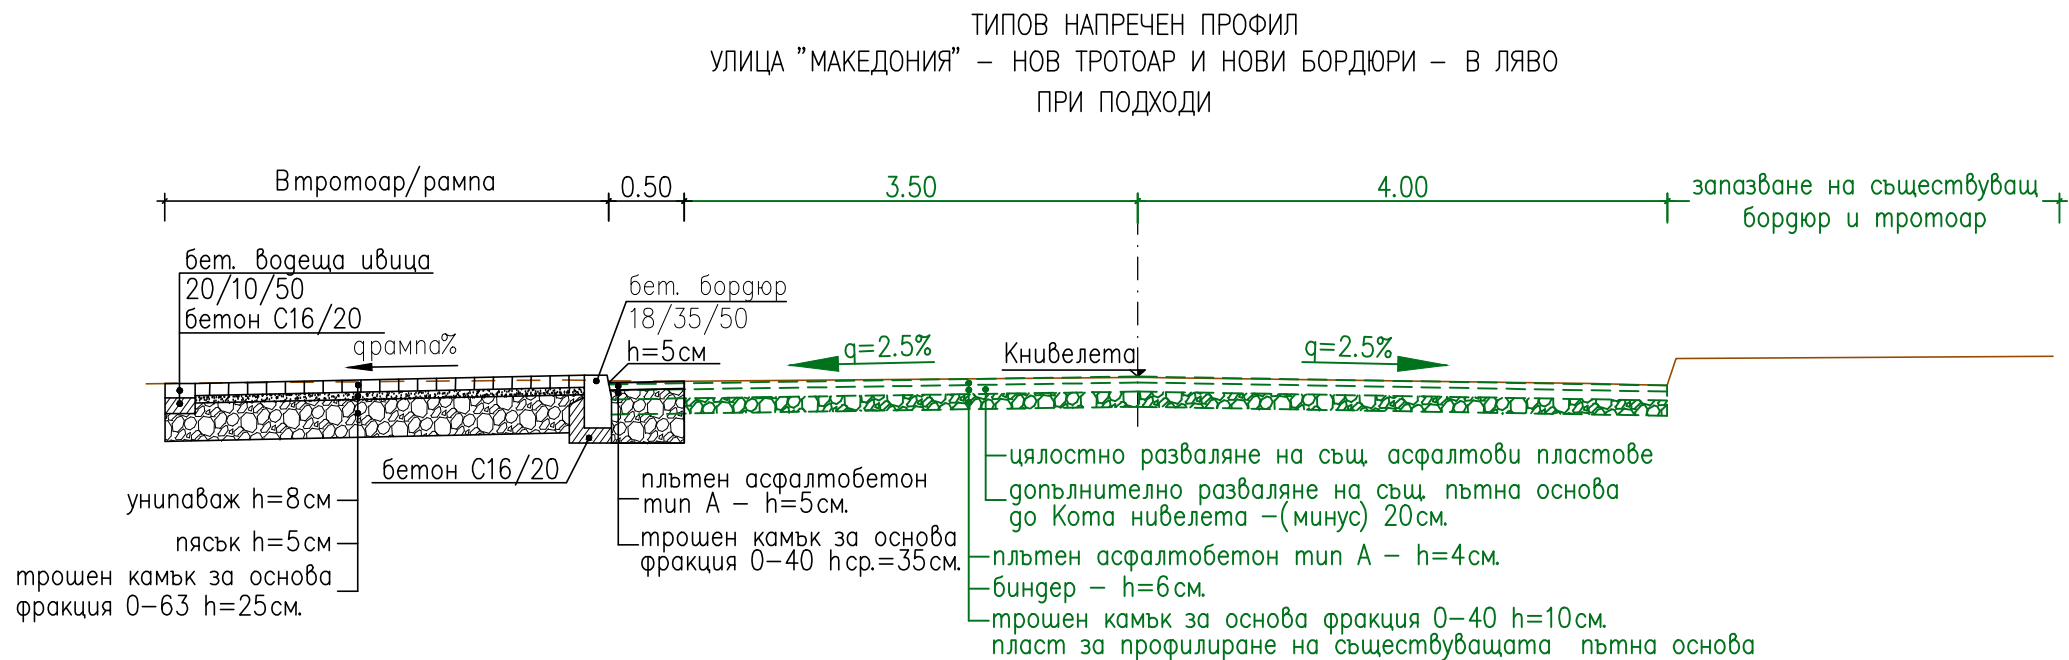 ТИПОВ НАПРЕЧЕН ПРОФИЛ
УЛИЦА "МАКЕДОНИЯ" – НОВ ТРОТОАР И НОВИ БОРДЮРИ – В ЛЯВО
ПРИ ПОДХОДИ
Втротоар/рампа
0.50
3.50
4.00
запазване на съществуващ
бордюр и тротоар
бет. водеща ивица
20/10/50
бетон C16/20
qрампа%
бет. бордюр
18/35/50
h=5см
q=2.5%
Книвелета
q=2.5%
бетон C16/20
унипаваж h=8см
пясък h=5см
трошен камък за основа
фракция 0–63 h=25см.
плътен асфалтобетон
тип А – h=5см.
трошен камък за основа
фракция 0–40 hср.=35см.
цялостно разваляне на същ. асфалтови пластове
допълнително разваляне на същ. пътна основа
до Кота нивелета –(минус) 20см.
плътен асфалтобетон тип А – h=4см.
биндер – h=6см.
трошен камък за основа фракция 0–40 h=10см.
пласт за профилиране на съществуващата пътна основа